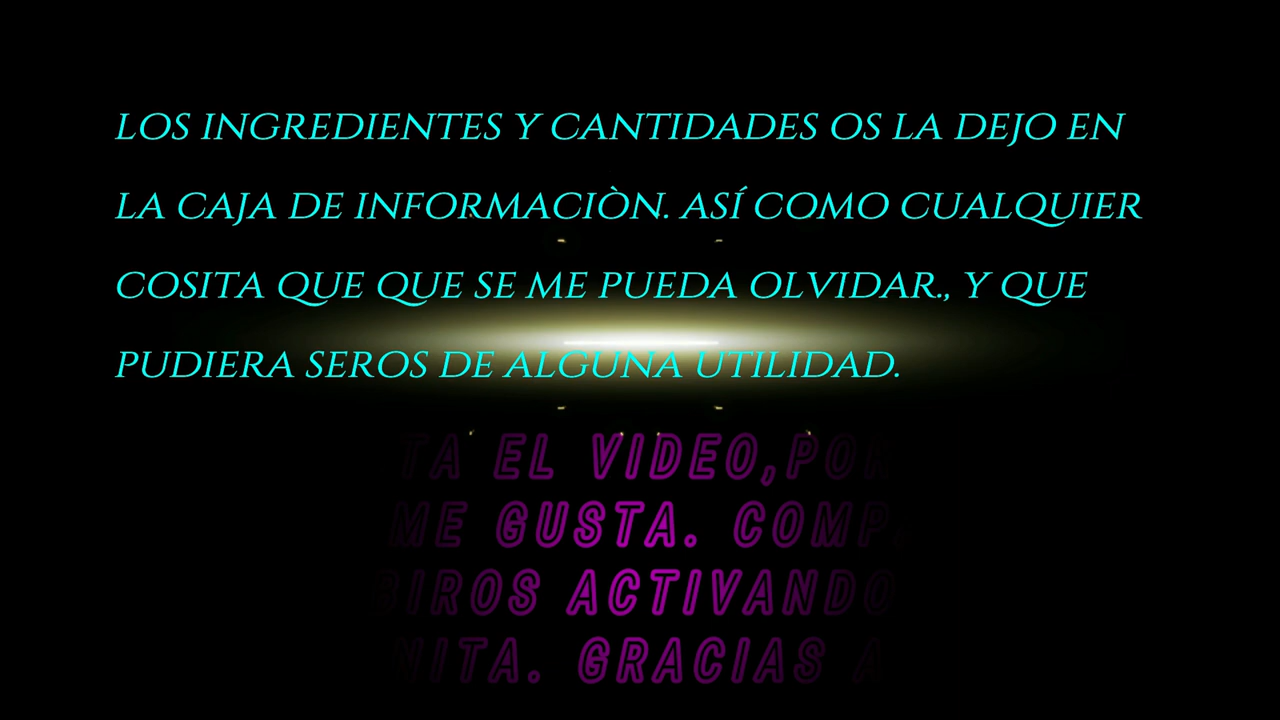 LOS INGREDIENTES Y CANTIDADES OS LA DEJO EN
LA CAJA DE INFORMACIÒN. ASÍ COMO CUALQUIER
COSITA QUE QUE SE ME PUEDA OLVIDAR., Y QUE
PUDIERA SEROS DE ALGUNA UTILIDAD.
EL VIDEO,
ME GUSTA.
ACTIVANDO
GRACIAS